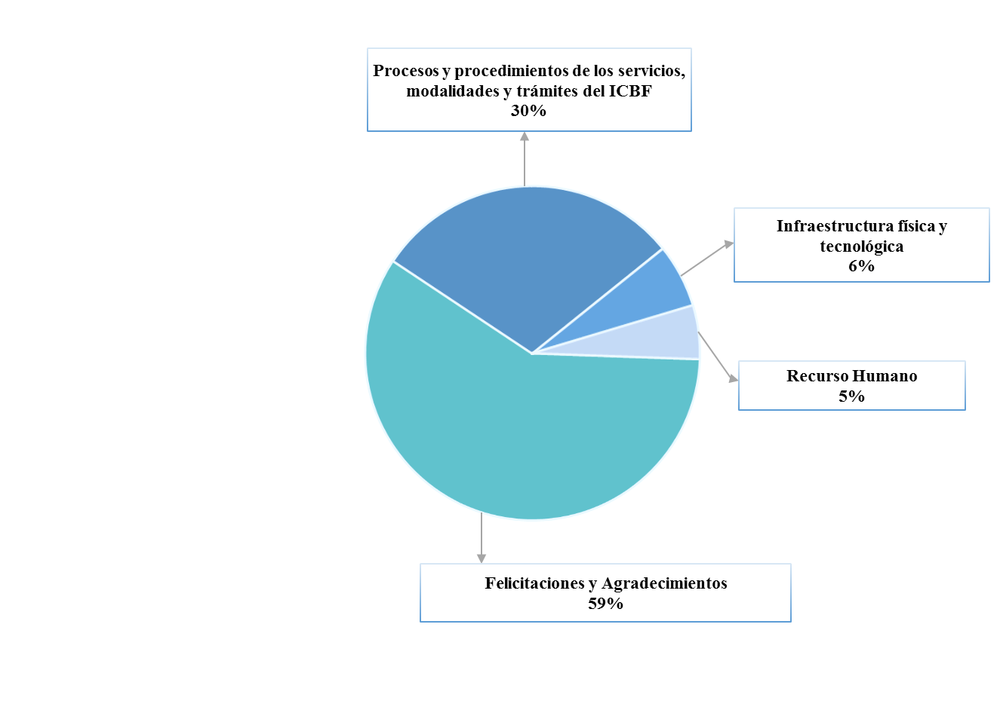 Procesos y procedimientos de los servicios,
modalidades y trámites del ICBF
30%
Infraestructura física y
tecnológica
6%
Recurso Humano
5%
Felicitaciones y Agradecimientos
59%